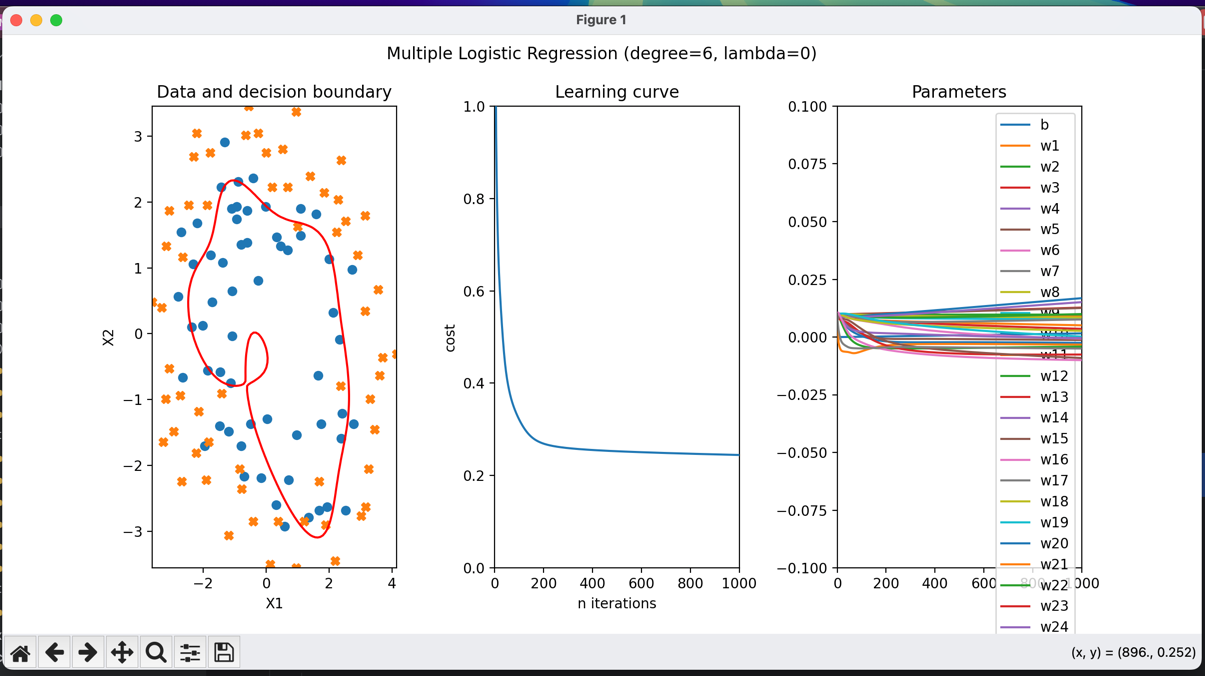 Figure 1
Multiple Logistic Regression (degree=6, lambda=0)
Data and decision boundary
3
2
1
0
−1
−2
−3
X2
−2
0
2
4
X1
Learning curve
1.0
0.8
0.6
0.4
0.2
0.0
cost
0
200
400
600
800
1000
n iterations
Parameters
0.100
0.075
0.050
0.025
0.000
−0.025
−0.050
−0.075
−0.100
0
200
400
600
800
1000
b
w1
w2
w3
w4
w5
w6
w7
w8
w9
w10
w11
w12
w13
w14
w15
w16
w17
w18
w19
w20
w21
w22
w23
w24
(x, y) = (896., 0.252)